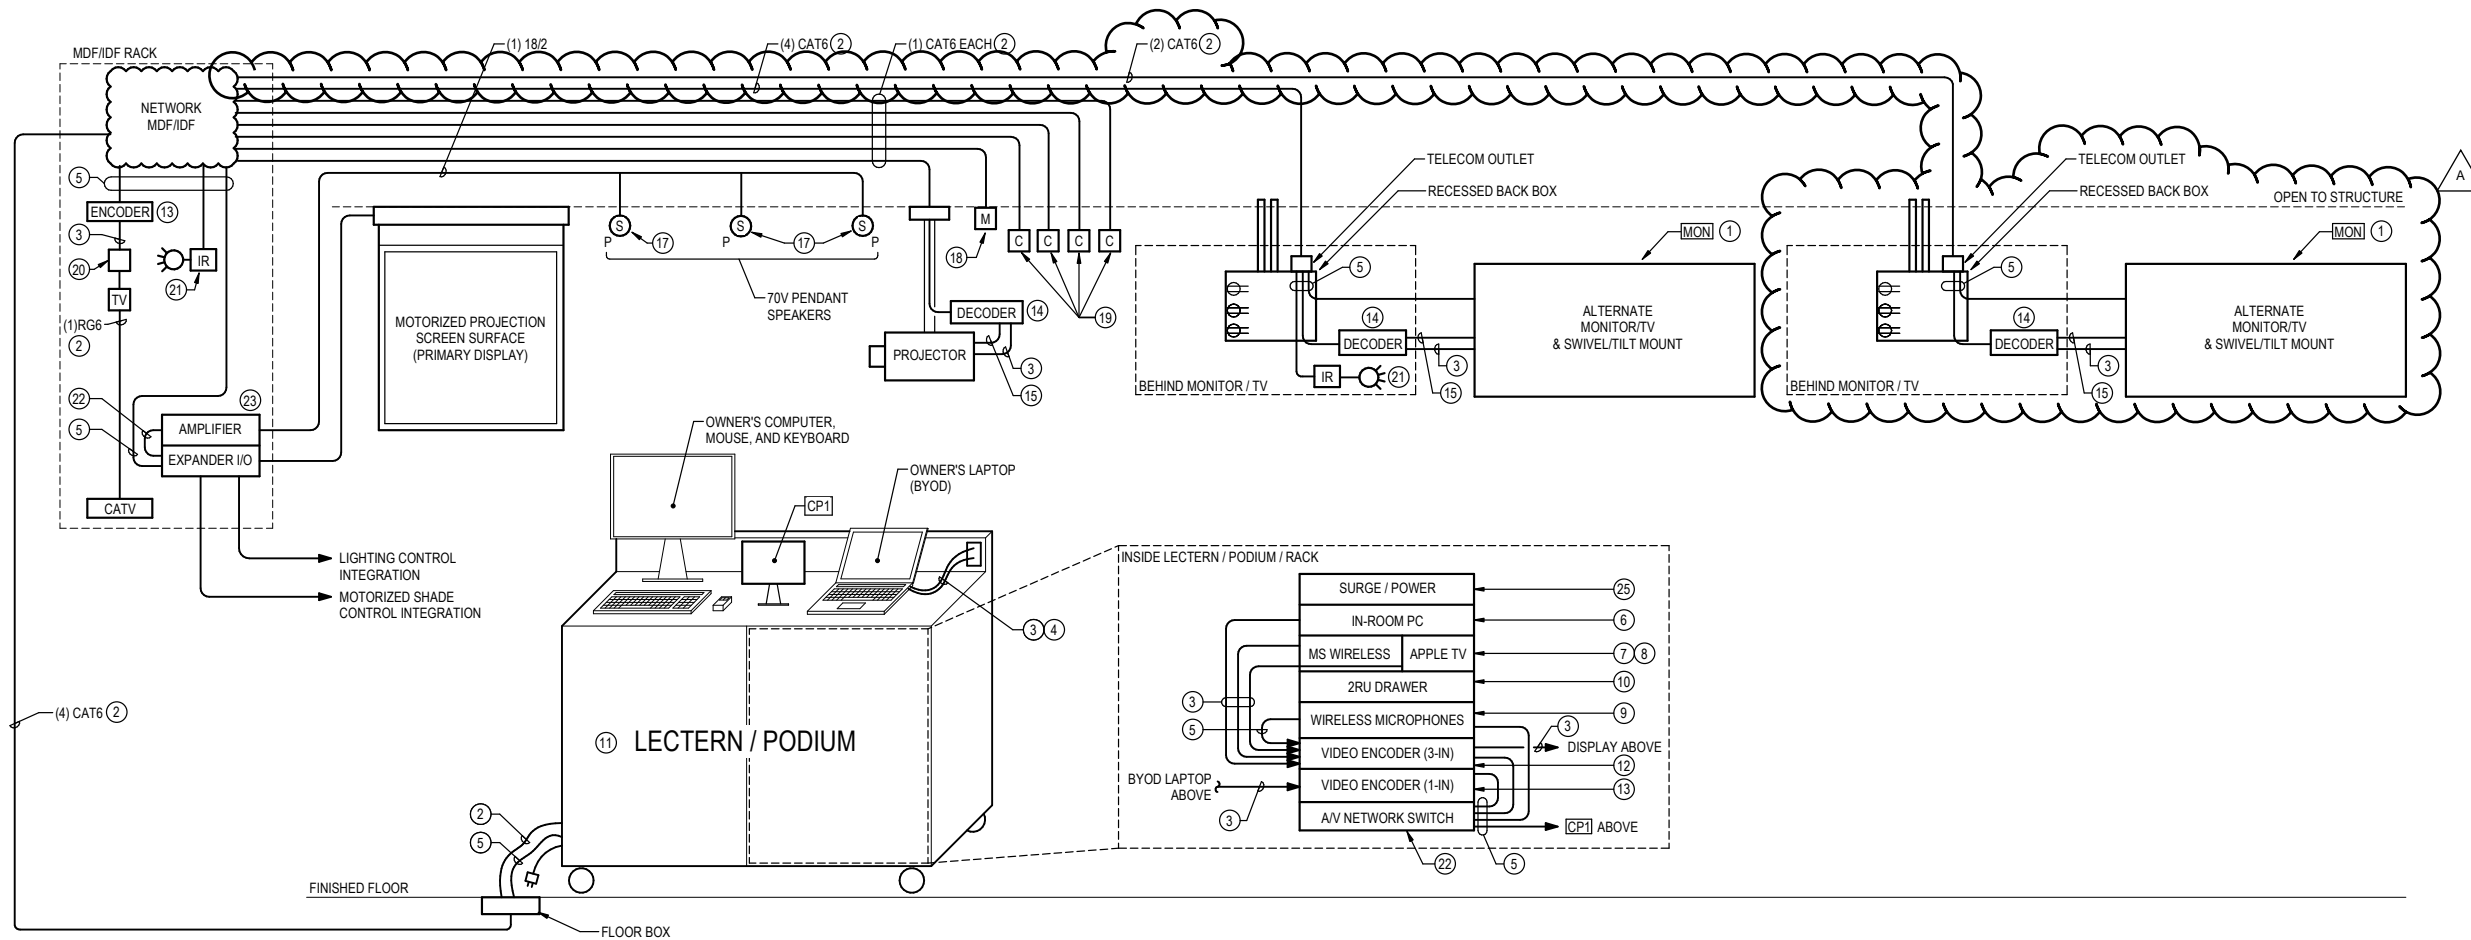 MDF/IDF RACK
(1) 18/2
(4) CAT6 2
(1) CAT6 EACH 2
(2) CAT6 2
NETWORK
MDF/IDF
5
ENCODER 13
3
20
IR
21
TV
(1)RG6
2
22
23
5
AMPLIFIER
EXPANDER I/O
CATV
LIGHTING CONTROL
INTEGRATION
MOTORIZED SHADE
CONTROL INTEGRATION
MOTORIZED PROJECTION
SCREEN SURFACE
(PRIMARY DISPLAY)
S
P
17
S
P
17
S
P
70V PENDANT
SPEAKERS
M
18
C
C
C
C
19
DECODER 14
PROJECTOR
3
15
TELECOM OUTLET
RECESSED BACK BOX
5
MON 1
14
DECODER
3
IR
21
15
BEHIND MONITOR / TV
ALTERNATE
MONITOR/TV
& SWIVEL/TILT MOUNT
TELECOM OUTLET
RECESSED BACK BOX
OPEN TO STRUCTURE
A
5
MON 1
14
DECODER
3
15
BEHIND MONITOR / TV
ALTERNATE
MONITOR/TV
& SWIVEL/TILT MOUNT
OWNER'S COMPUTER,
MOUSE, AND KEYBOARD
CP1
OWNER'S LAPTOP
(BYOD)
3 4
11 LECTERN / PODIUM
INSIDE LECTERN / PODIUM / RACK
SURGE / POWER
25
IN-ROOM PC
6
MS WIRELESS
APPLE TV
7 8
2RU DRAWER
10
3
WIRELESS MICROPHONES
9
5
3
VIDEO ENCODER (3-IN)
DISPLAY ABOVE
12
BYOD LAPTOP
ABOVE
VIDEO ENCODER (1-IN)
13
3
A/V NETWORK SWITCH
CP1 ABOVE
22
5
(4) CAT6 2
2
5
FINISHED FLOOR
FLOOR BOX